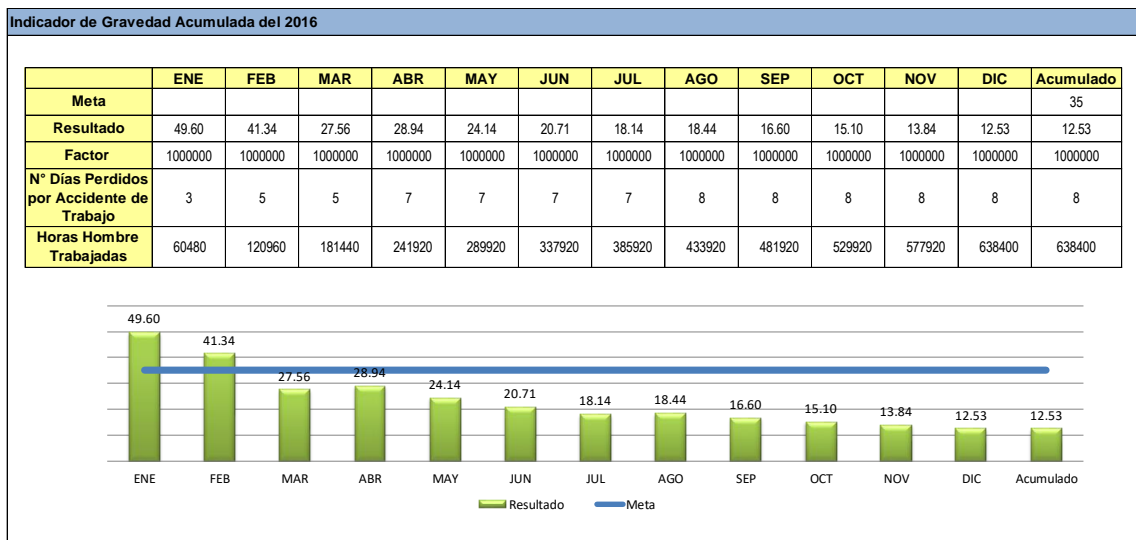 Indicador de Gravedad Acumulada del 2016
ENE FEB MAR ABR MAY JUN JUL AGO SEP OCT NOV DIC Acumulado
Meta 35
Resultado 49.60 41.34 27.56 28.94 24.14 20.71 18.14 18.44 16.60 15.10 13.84 12.53 12.53
Factor 1000000 1000000 1000000 1000000 1000000 1000000 1000000 1000000 1000000 1000000 1000000 1000000 1000000
N° Días Perdidos
por Accidente de 3 5 5 7 7 7 7 8 8 8 8 8 8
Trabajo
Horas Hombre
Trabajadas 60480 120960 181440 241920 289920 337920 385920 433920 481920 529920 577920 638400 638400
49.60
41.34
27.56 28.94
24.14
20.71
18.14 18.44
16.60
15.10
13.84
12.53 12.53
ENE FEB MAR ABR MAY JUN JUL AGO SEP OCT NOV DIC Acumulado
Resultado Meta